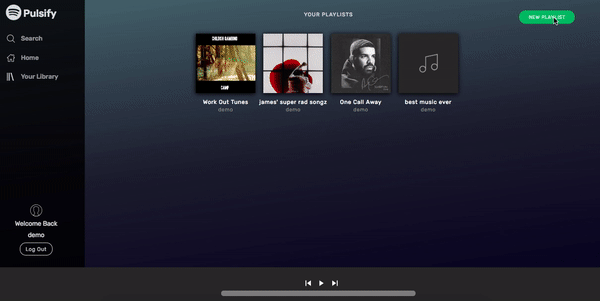 Pulsify
Search
Home
Your Library
Welcome Back
demo
Log Out
YOUR PLAYLISTS
NEW PLAYLIST
CHILDISH GAMBINO
CAMP
Work Out Tunes
demo
james' super rad songz
demo
One Call Away
demo
best music ever
demo